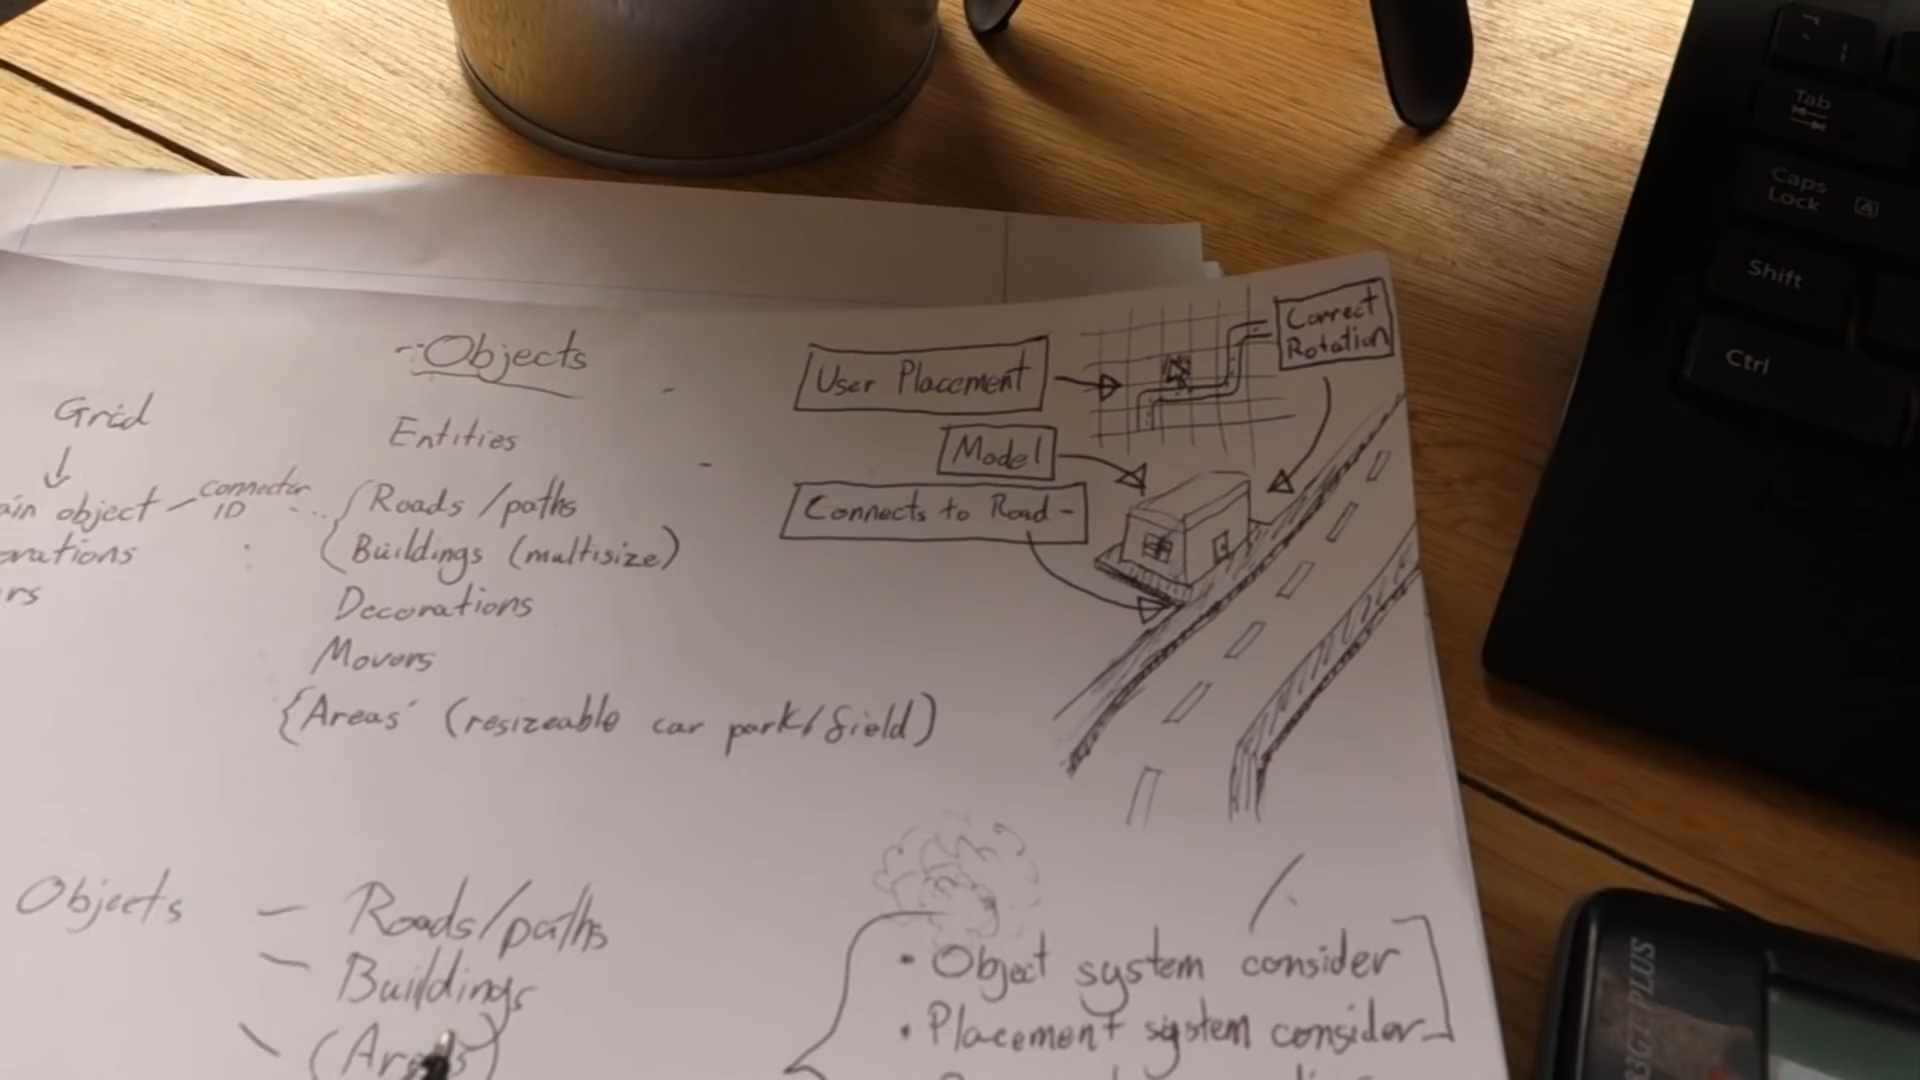 Objects
Grid
Entities
object
connector
ID
Roads/paths
Buildings (multisize)
Decorations
Movers
{Areas (resizeable car park/field)
User Placement
Correct
Rotation
Model
Connects to Road
Objects
- Roads/paths
- Buildings
(Areas)
• Object system consider
• Placement system consider
Tab
Caps
Lock
A
Shift
Ctrl
PLUS